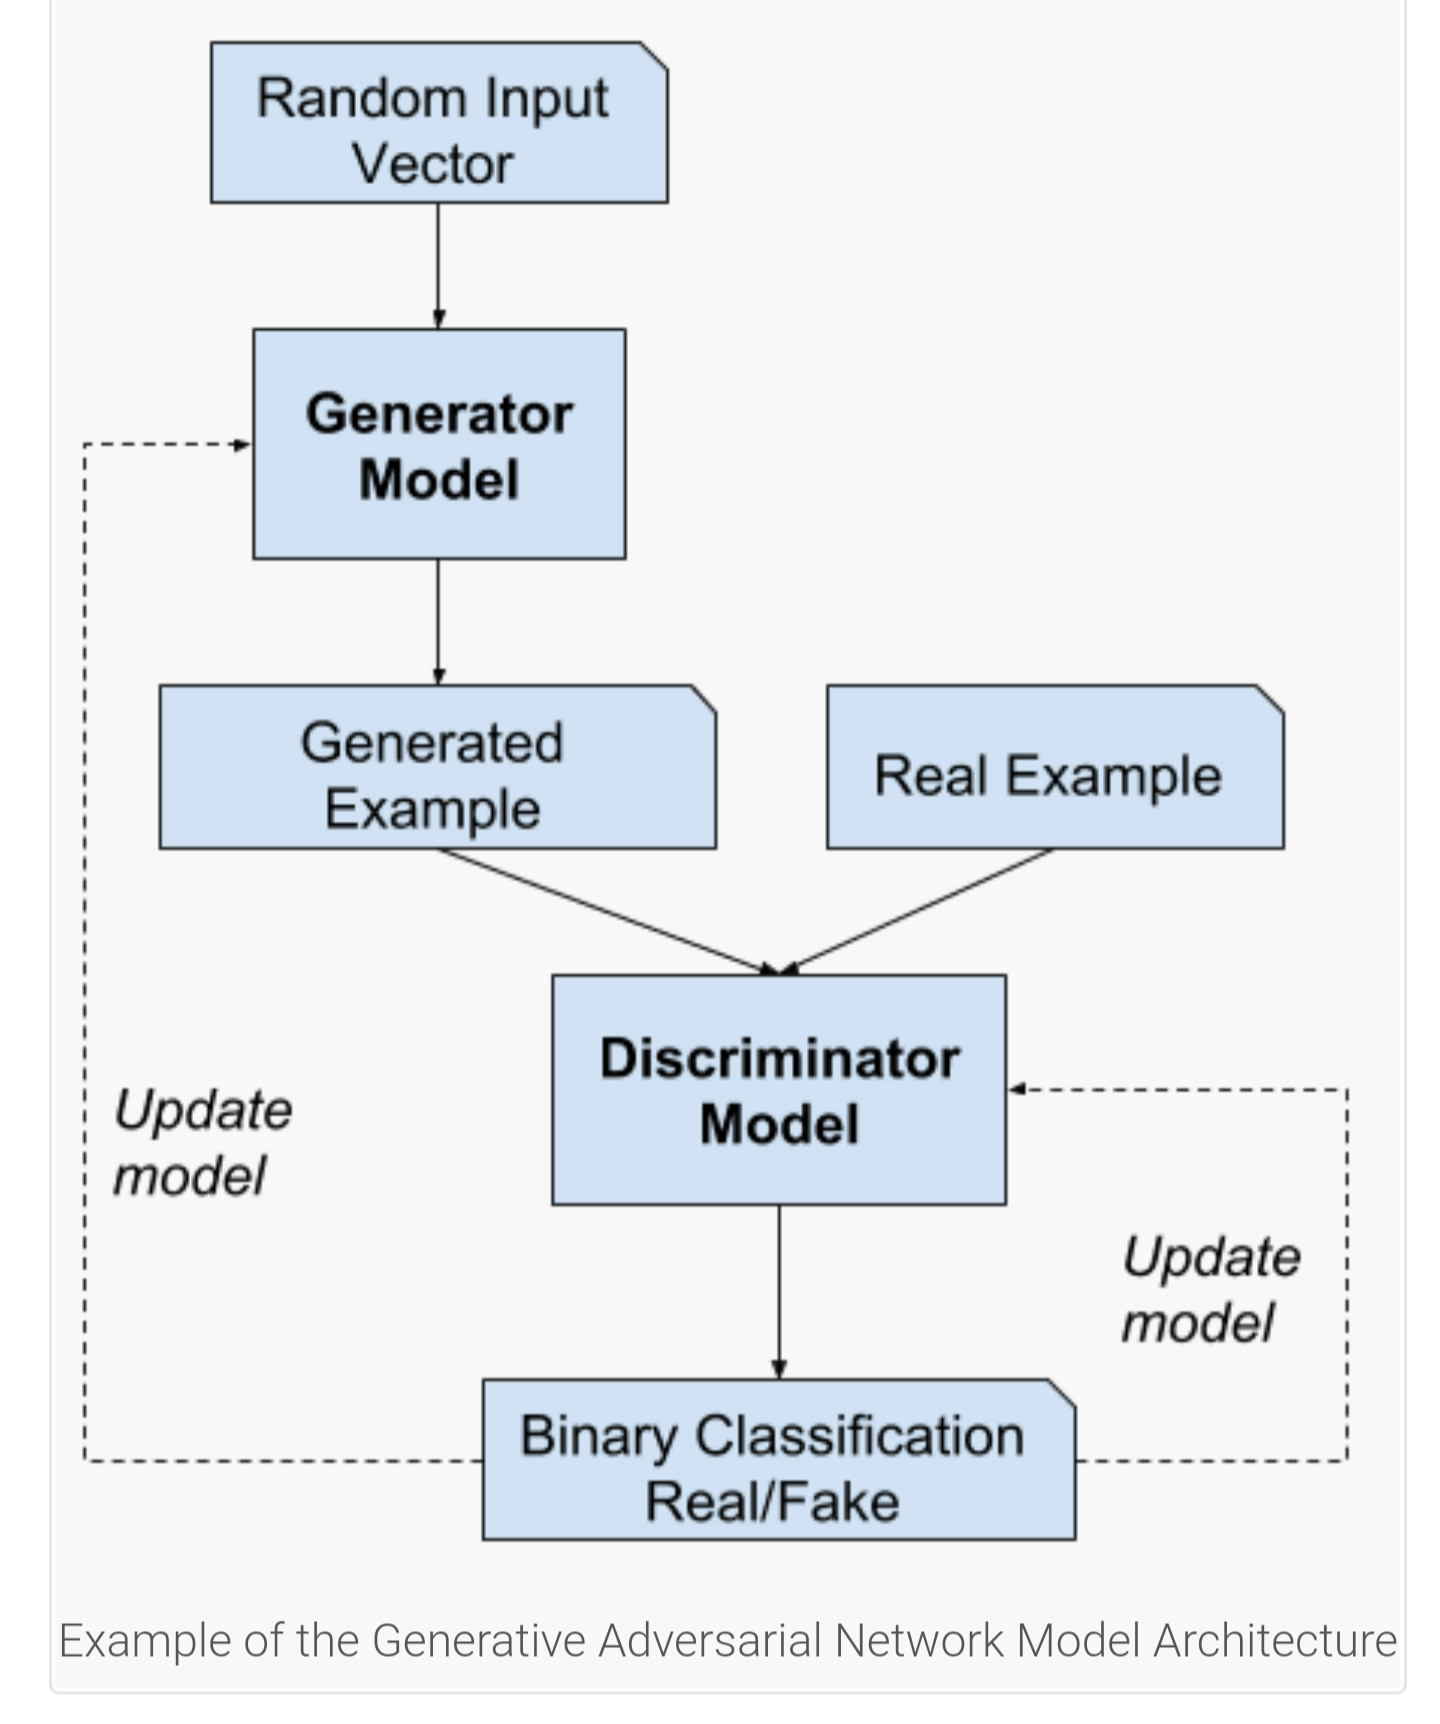 Random Input
Vector
Generator
Model
Generated
Example
Real Example
Discriminator
Model
Update
model
Update
model
Binary Classification
Real/Fake
Example of the Generative Adversarial Network Model Architecture